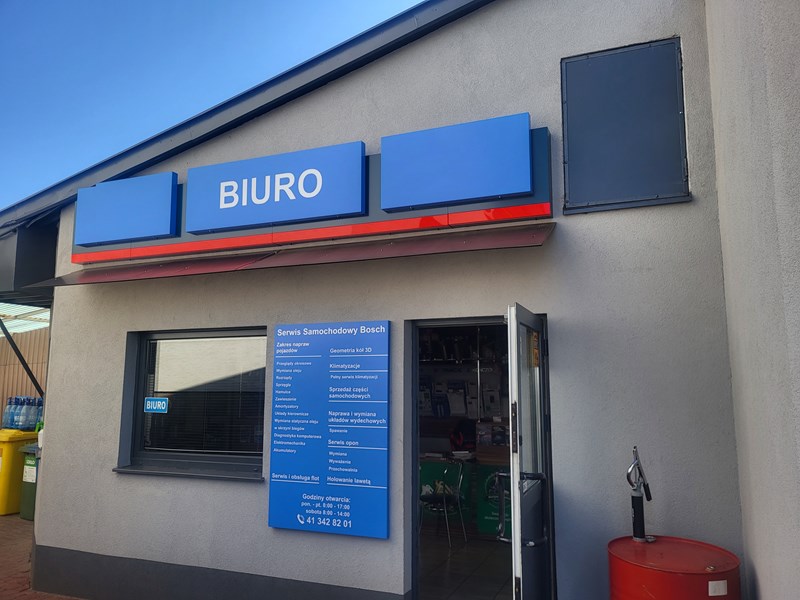 BIURO
BIURO
Serwis Samochodowy Bosch
Zakres napraw
pojazdów
Przeglądy okresowe
Wymiana oleju
Rozrządy
Sprzęgła
Hamulce
Zawieszenie
Amortyzatory
Układy kierownicze
Wymiana statyczna oleju
w skrzyni biegów
Diagnostyka komputerowa
Elektromechanika
Akumulatory
Serwis i obsługa flot
Geometria kół 3D
Klimatyzacje
Pełny serwis klimatyzacji
Sprzedaż części
samochodowych
Naprawa i wymiana
układów wydechowych
Spawanie
Serwis opon
Wymiana
Wyważenie
Przechowalnia
Holowanie lawetą
Godziny otwarcia:
pon. - pt. 8:00 - 17:00
sobota 8:00 - 14:00
41 342 82 01